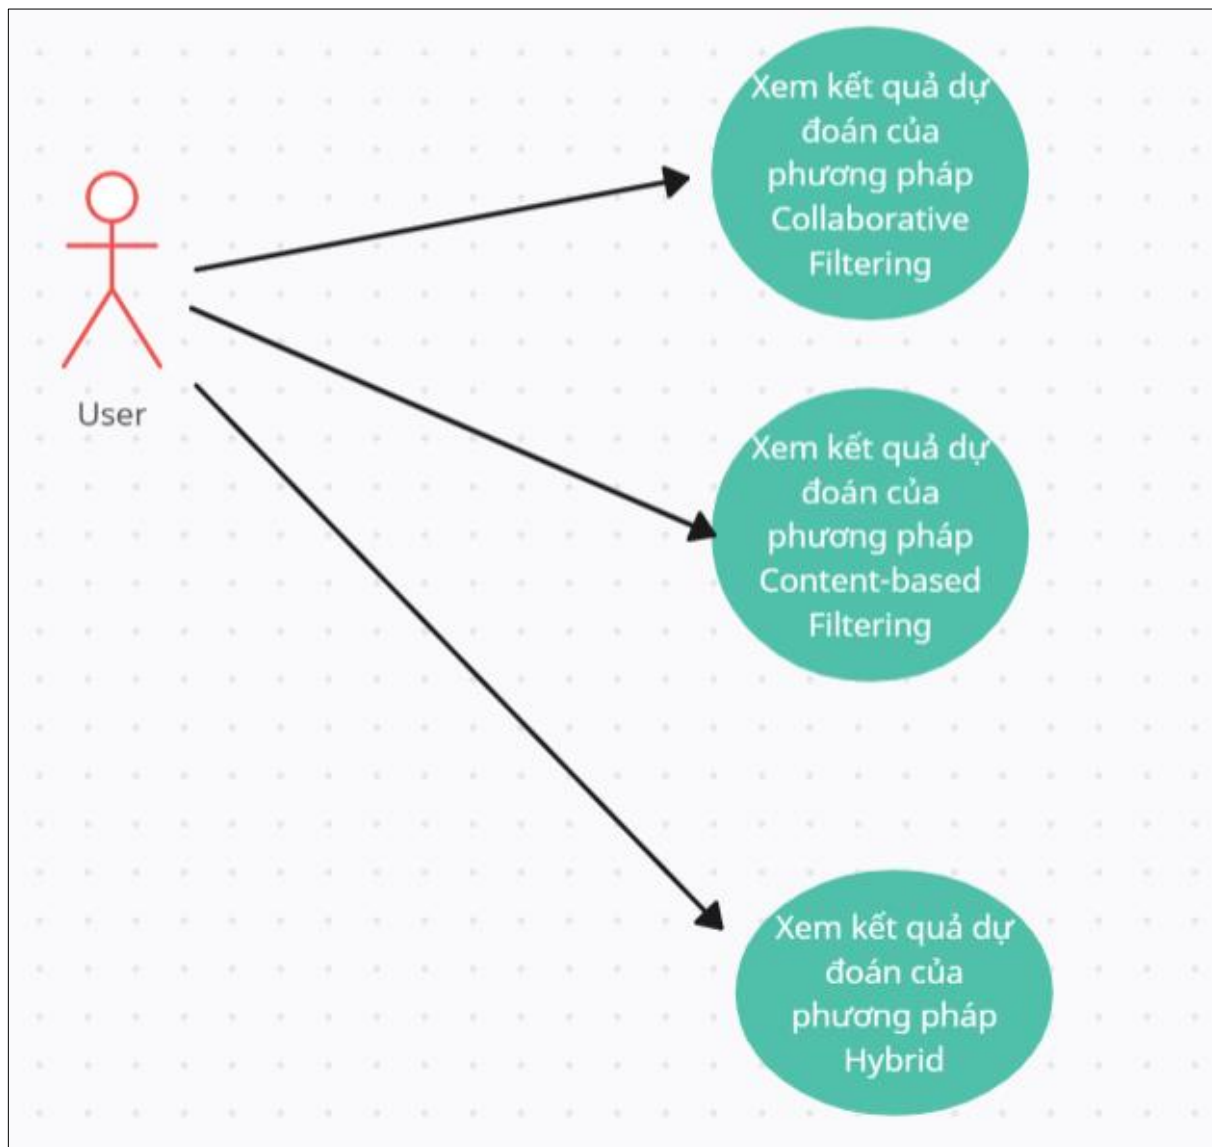 Xem kết quả dự
đoán của
phương pháp
Collaborative
Filtering
User
Xem kết quả dự
đoán của
phương pháp
Content-based
Filtering
Xem kết quả dự
đoán của
phương pháp
Hybrid